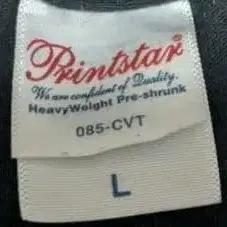 Printstar®
We are confident of Quality.
HeavyWeight Pre-shrunk
085-CVT
L